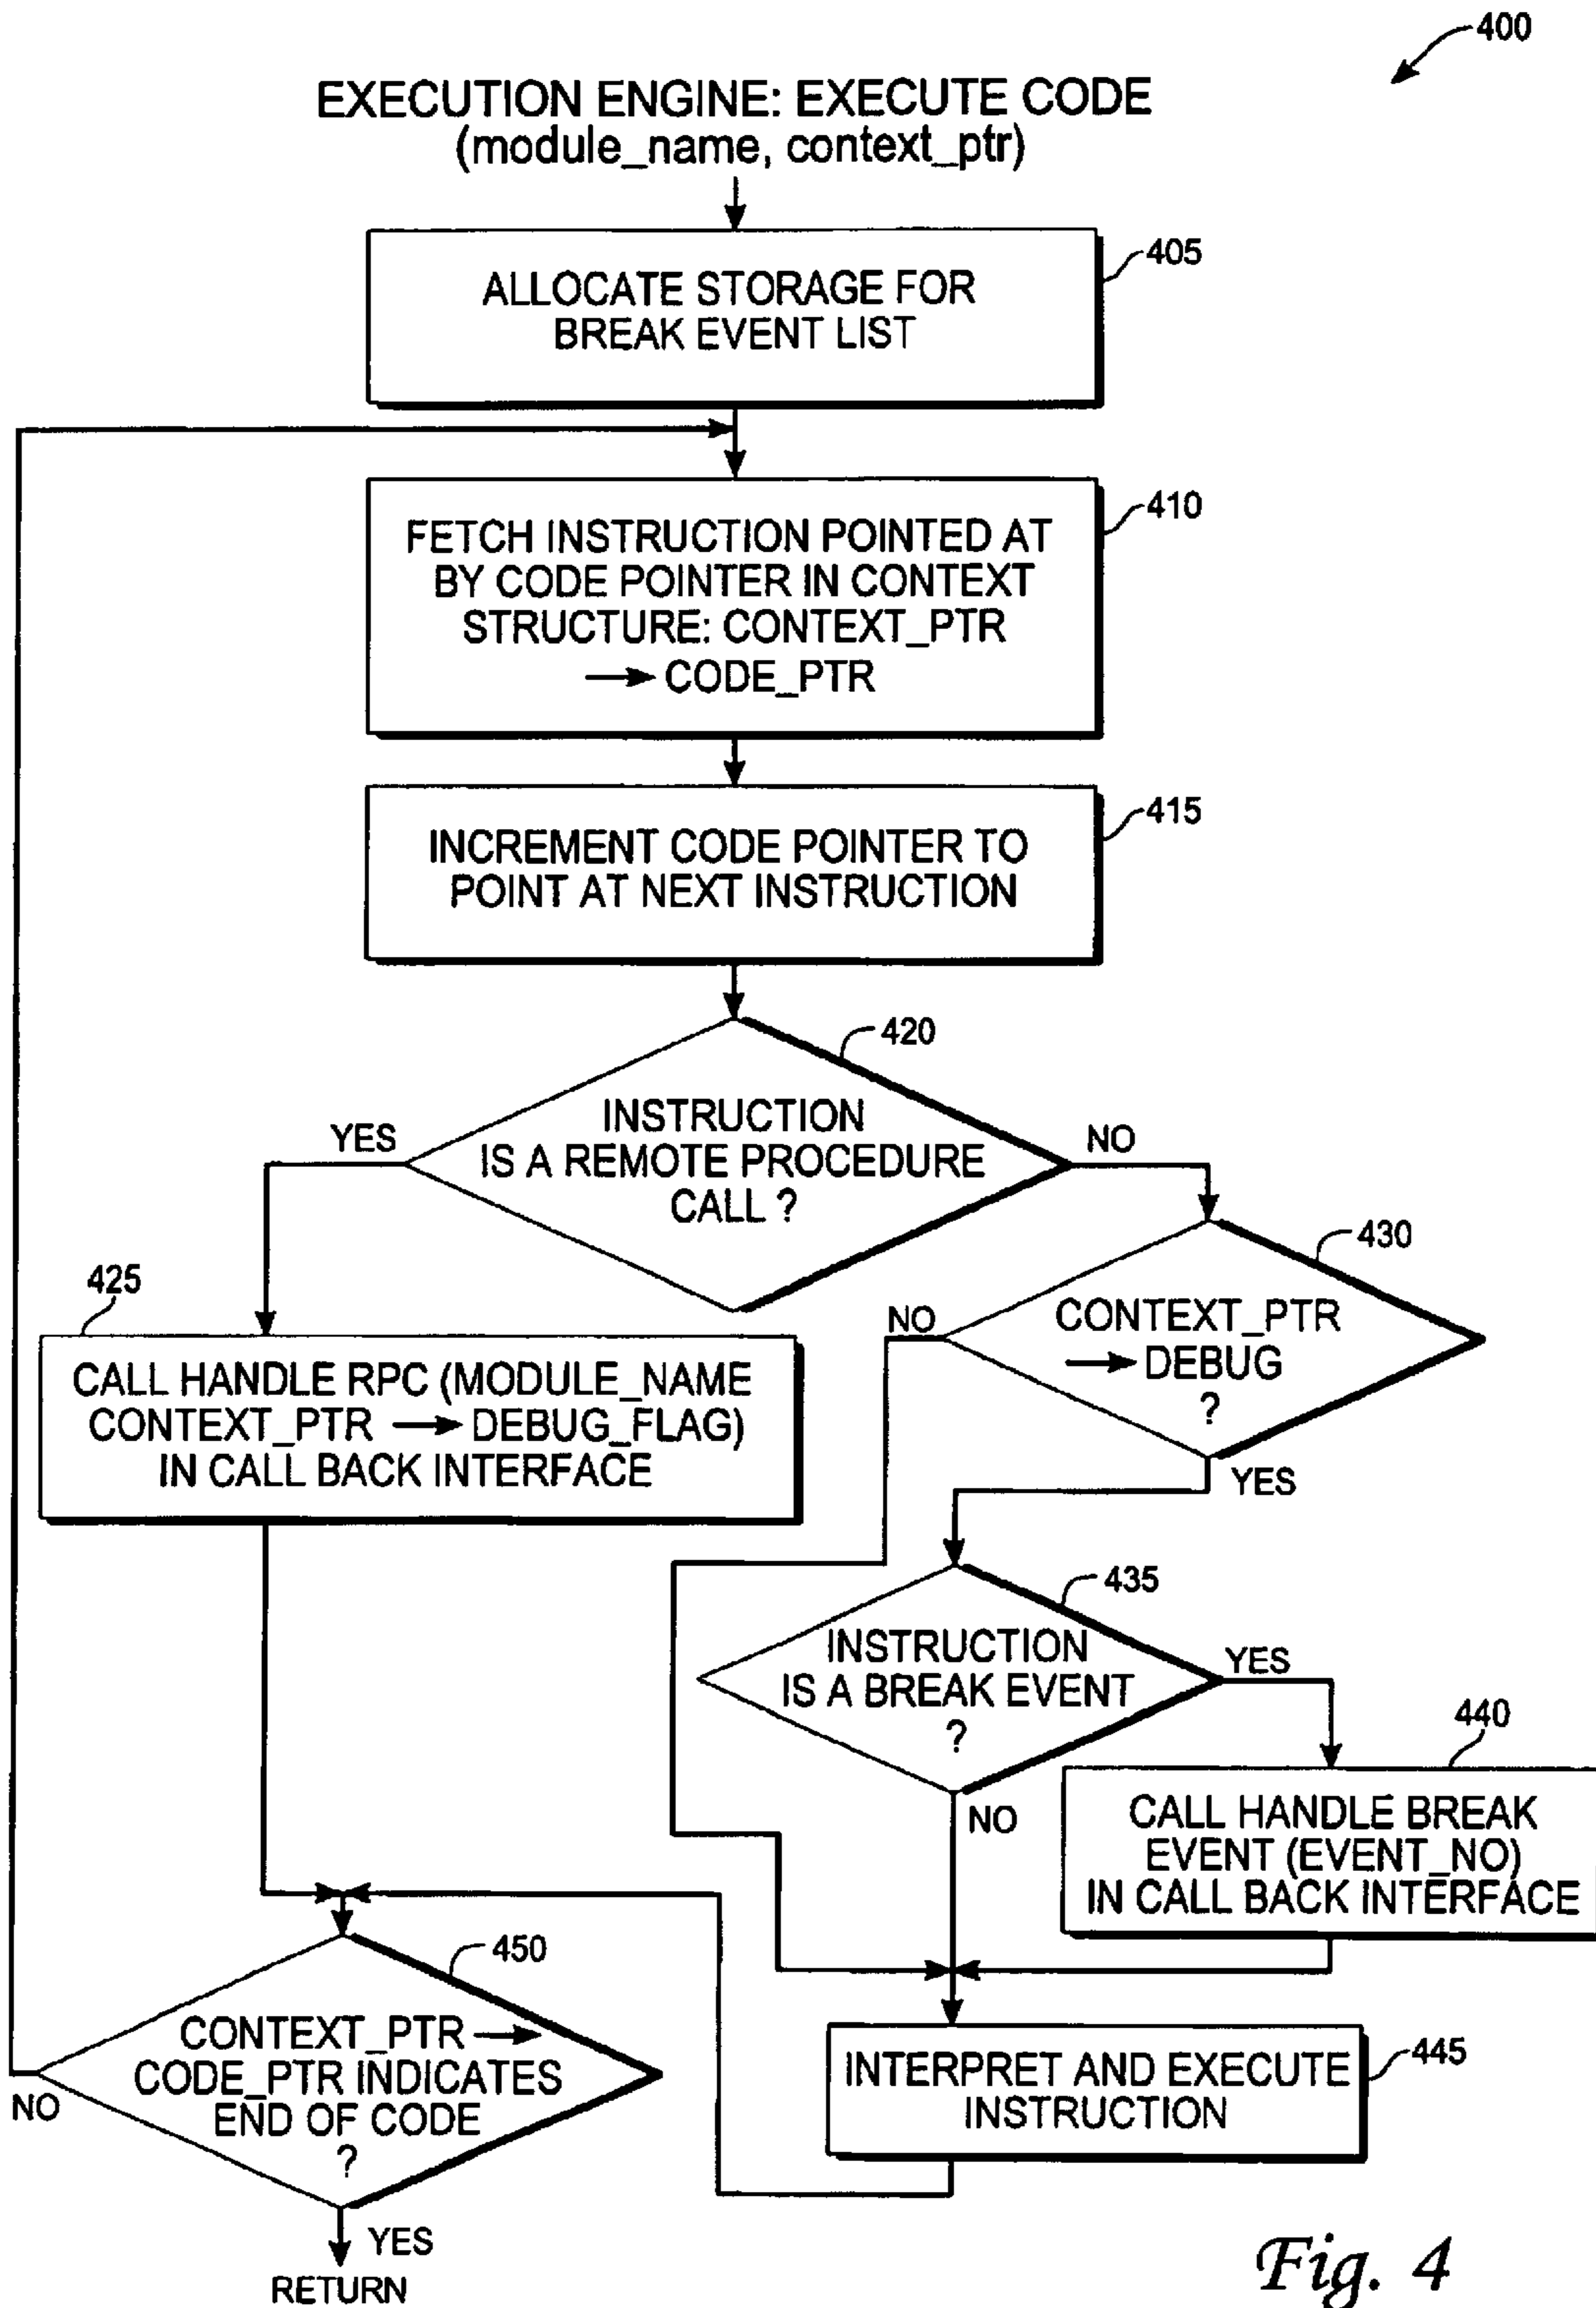 400
EXECUTION ENGINE: EXECUTE CODE
(module_name, context_ptr)
405
ALLOCATE STORAGE FOR
BREAK EVENT LIST
410
FETCH INSTRUCTION POINTED AT
BY CODE POINTER IN CONTEXT
STRUCTURE: CONTEXT_PTR
→ CODE_PTR
415
INCREMENT CODE POINTER TO
POINT AT NEXT INSTRUCTION
420
INSTRUCTION
IS A REMOTE PROCEDURE
CALL ?
YES
NO
425
CALL HANDLE RPC (MODULE_NAME
CONTEXT_PTR → DEBUG_FLAG)
IN CALL BACK INTERFACE
430
CONTEXT_PTR
→ DEBUG
?
NO
YES
435
INSTRUCTION
IS A BREAK EVENT
?
YES
NO
440
CALL HANDLE BREAK
EVENT (EVENT_NO)
IN CALL BACK INTERFACE
450
CONTEXT_PTR →
CODE_PTR INDICATES
END OF CODE
?
NO
YES
RETURN
445
INTERPRET AND EXECUTE
INSTRUCTION
Fig. 4